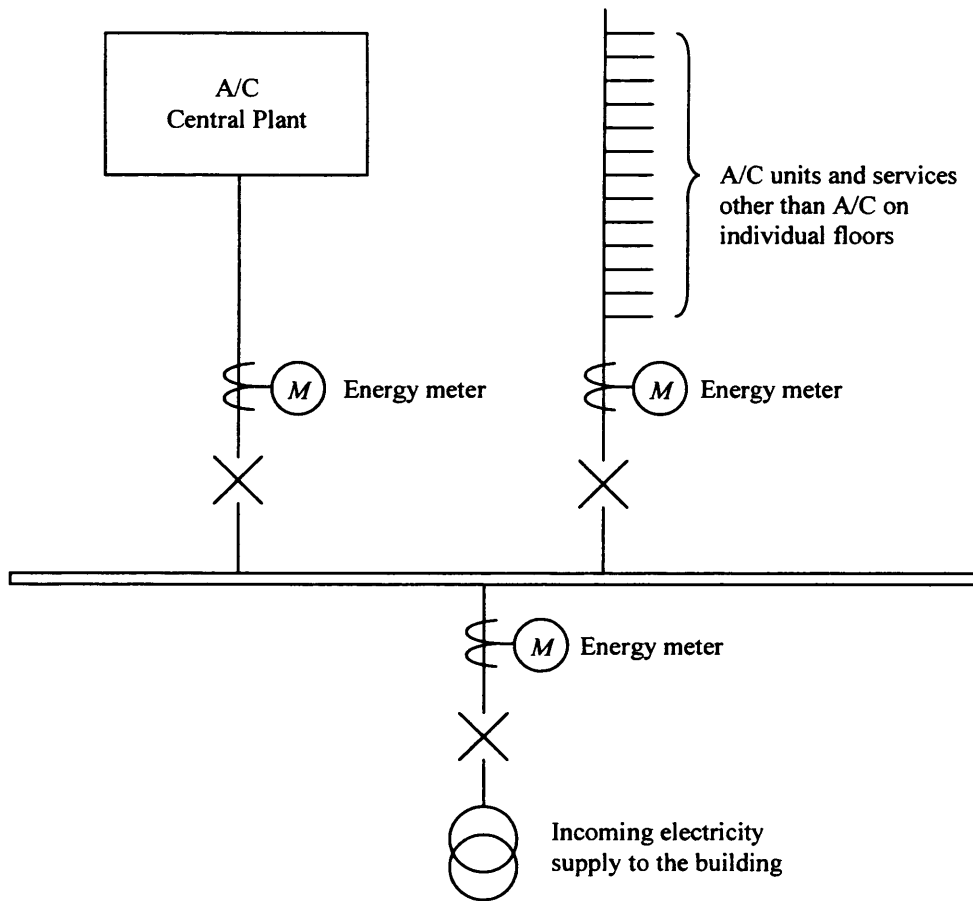 A/C
Central Plant
A/C units and services
other than A/C on
individual floors
M
Energy meter
M
Energy meter
M
Energy meter
Incoming electricity
supply to the building